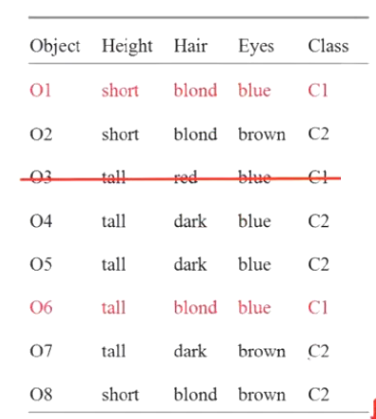 Object Height Hair Eyes Class
O1 short blond blue C1
O2 short blond brown C2
O3 tall red blue C1
O4 tall dark blue C2
O5 tall dark blue C2
O6 tall blond blue C1
O7 tall dark brown C2
O8 short blond brown C2